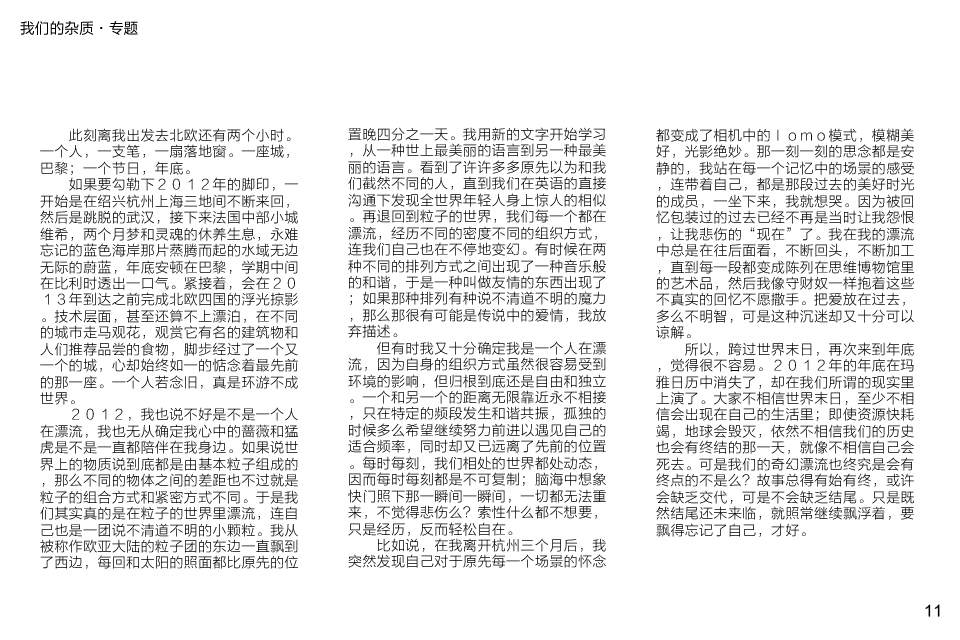 我们的杂质·专题
此刻离我出发去北欧还有两个小时。
一个人，一支笔，一扇落地窗。一座城，
巴黎；一个节日，年底。
如果要勾勒下２０１２年的脚印，一
开始是在绍兴杭州上海三地间不断来回，
然后是跳脱的武汉，接下来法国中部小城
维希，两个月梦和灵魂的休养生息，永难
忘记的蓝色海岸那片蒸腾而起的水域无边
无际的蔚蓝，年底安顿在巴黎，学期中间
在比利时透出一口气。紧接着，会在２０
１３年到达之前完成北欧四国的浮光掠影
。技术层面，甚至还算不上漂泊，在不同
的城市走马观花，观赏它有名的建筑物和
人们推荐品尝的食物，脚步经过了一个又
一个的城，心却始终如一的惦念着最先前
的那一座。一个人若念旧，真是环游不成
世界。
２０１２，我也说不好是不是一个人
在漂流，我也无从确定我心中的蔷薇和猛
虎是不是一直都陪伴在我身边。如果说世
界上的物质说到底都是由基本粒子组成的
，那么不同的物体之间的差距也不过就是
粒子的组合方式和紧密方式不同。于是我
们其实真的是在粒子的世界里漂流，连自
己也是一团说不清道不明的小颗粒。我从
被称作欧亚大陆的粒子团的东边一直飘到
了西边，每回和太阳的照面都比原先的位
置晚四分之一天。我用新的文字开始学习
，从一种世上最美丽的语言到另一种最美
丽的语言。看到了许许多多原先以为和我
们截然不同的人，直到我们在英语的直接
沟通下发现全世界年轻人身上惊人的相似
。再退回到粒子的世界，我们每一个都在
漂流，经历不同的密度不同的组织方式，
连我们自己也在不停地变幻。有时候在两
种不同的排列方式之间出现了一种音乐般
的和谐，于是一种叫做友情的东西出现了
；如果那种排列有种说不清道不明的魔力
，那么那很有可能是传说中的爱情，我放
弃描述。
但有时我又十分确定我是一个人在漂
流，因为自身的组织方式虽然很容易受到
环境的影响，但归根到底还是自由和独立
。一个和另一个的距离无限靠近永不相接
，只在特定的频段发生和谐共振，孤独的
时候多么希望继续努力前进以遇见自己的
适合频率，同时却又已远离了先前的位置
。每时每刻，我们相处的世界都处动态，
因而每时每刻都是不可复制；脑海中想象
快门照下那一瞬间一瞬间，一切都无法重
来，不觉得悲伤么？索性什么都不想要，
只是经历，反而轻松自在。
比如说，在我离开杭州三个月后，我
突然发现自己对于原先每一个场景的怀念
都变成了相机中的ｌｏｍｏ模式，模糊美
好，光影绝妙。那一刻一刻的思念都是安
静的，我站在每一个记忆中的场景的感受
，连带着自己，都是那段过去的美好时光
的成员，一坐下来，我就想哭。因为被回
忆包装过的过去已经不再是当时让我怨恨
，让我悲伤的“现在”了。我在我的漂流
中总是在往后面看，不断回头，不断加工
，直到每一段都变成陈列在思维博物馆里
的艺术品，然后我像守财奴一样抱着这些
不真实的回忆不愿撒手。把爱放在过去，
多么不明智，可是这种沉迷却又十分可以
谅解。
所以，跨过世界末日，再次来到年底
，觉得很不容易。２０１２年的年底在玛
雅日历中消失了，却在我们所谓的现实里
上演了。大家不相信世界末日，至少不相
信会出现在自己的生活里；即使资源快耗
竭，地球会毁灭，依然不相信我们的历史
也会有终结的那一天，就像不相信自己会
死去。可是我们的奇幻漂流也终究是会有
终点的不是么？故事总得有始有终，或许
会缺乏交代，可是不会缺乏结尾。只是既
然结尾还未来临，就照常继续飘浮着，要
飘得忘记了自己，才好。
11